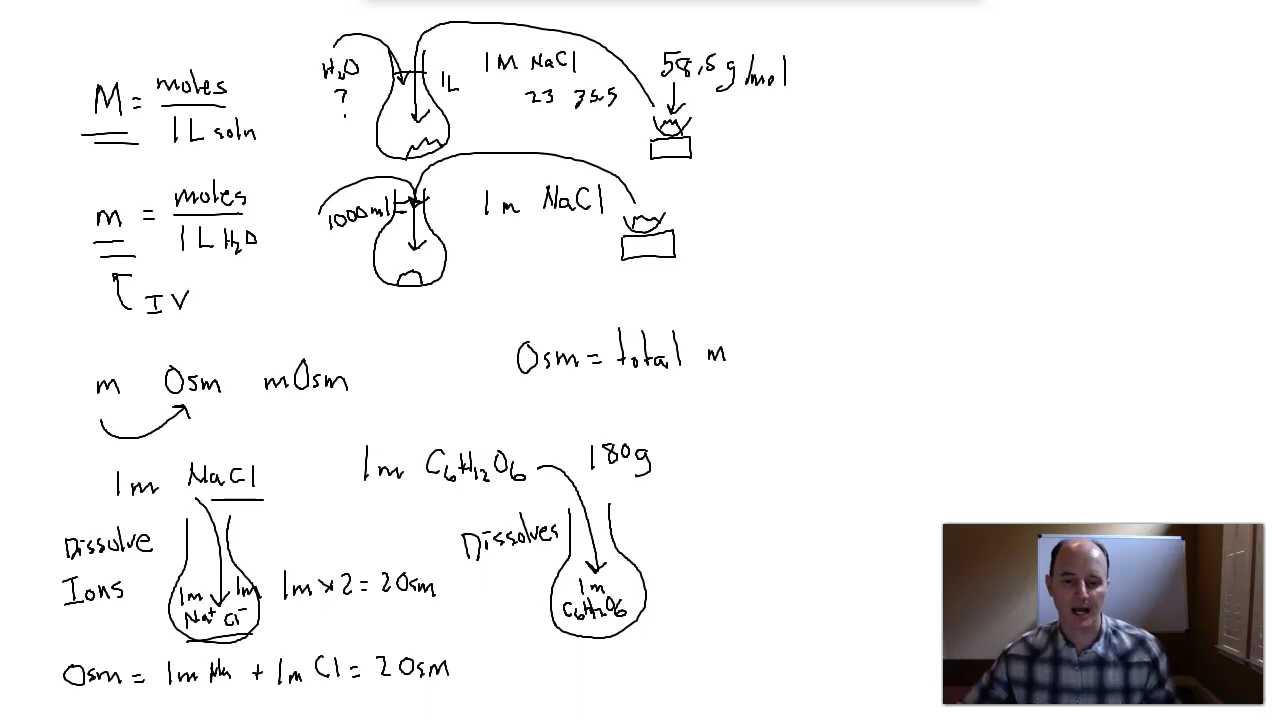 M = moles / 1 L soln
H2O
?
1L
1M NaCl
23 35.5
58.5 g/mol
m = moles / 1 L H2O
IV
1000 ml
1m NaCl
m Osm mOsm
Osm = total m
1m NaCl
Dissolve
Ions
1m 1m
Na+ Cl-
1m x 2 = 2 Osm
Osm = 1m Na + 1m Cl = 2 Osm
1m C6H12O6
180g
Dissolves
1m
C6H12O6